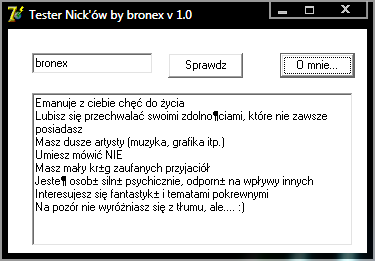 Tester Nick'ów by bronex v 1.0
bronex Sprawdz O mnie...
Emanuje z ciebie chęć do życia
Lubisz się przechwalać swoimi zdolno¶ciami, które nie zawsze
posiadasz
Masz dusze artysty (muzyka, grafika itp.)
Umiesz mówić NIE
Masz mały kr±g zaufanych przyjaciół
Jeste¶ osob± siln± psychicznie, odporn± na wpływy innych
Interesujesz się fantastyk± i tematami pokrewnymi
Na pozór nie wyróżniasz się z tłumu, ale.... :)